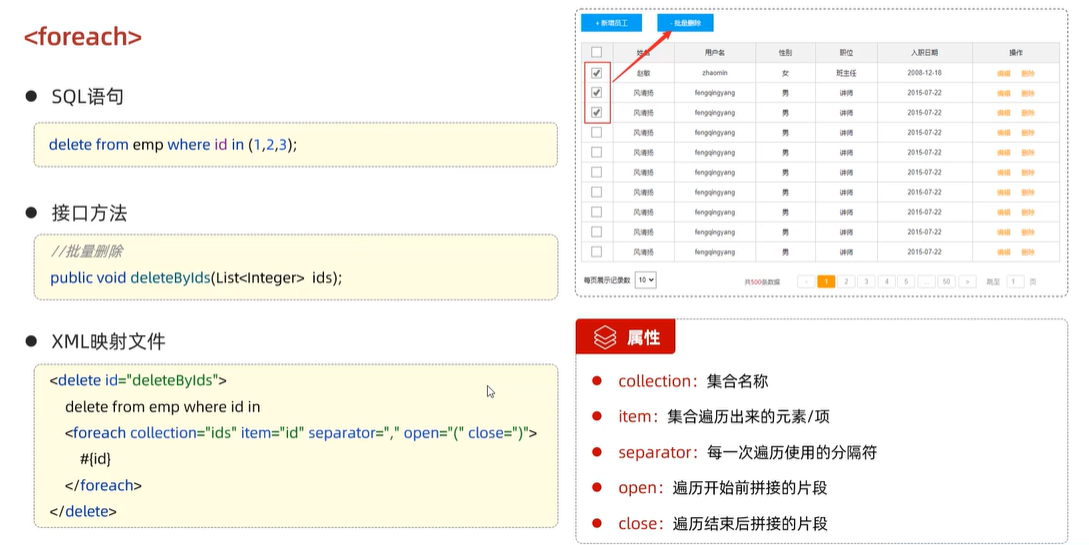 <foreach>
SQL语句
delete from emp where id in (1,2,3);
接口方法
//批量删除
public void deleteByIds(List<Integer> ids);
XML映射文件
<delete id="deleteByIds">
delete from emp where id in
<foreach collection="ids" item="id" separator="," open="(" close=")">
#{id}
</foreach>
</delete>
+ 新增员工 - 批量删除
姓名 用户名 性别 职位 入职日期 操作
赵敏 zhaomin 女 班主任 2008-12-18 编辑 删除
风清扬 fengqingyang 男 讲师 2015-07-22 编辑 删除
风清扬 fengqingyang 男 讲师 2015-07-22 编辑 删除
风清扬 fengqingyang 男 讲师 2015-07-22 编辑 删除
风清扬 fengqingyang 男 讲师 2015-07-22 编辑 删除
风清扬 fengqingyang 男 讲师 2015-07-22 编辑 删除
风清扬 fengqingyang 男 讲师 2015-07-22 编辑 删除
风清扬 fengqingyang 男 讲师 2015-07-22 编辑 删除
风清扬 fengqingyang 男 讲师 2015-07-22 编辑 删除
风清扬 fengqingyang 男 讲师 2015-07-22 编辑 删除
每页展示记录数 10 共500条数据 < 1 2 3 4 5 ... 50 > 跳至 1 页
属性
collection：集合名称
item：集合遍历出来的元素/项
separator：每一次遍历使用的分隔符
open：遍历开始前拼接的片段
close：遍历结束后拼接的片段